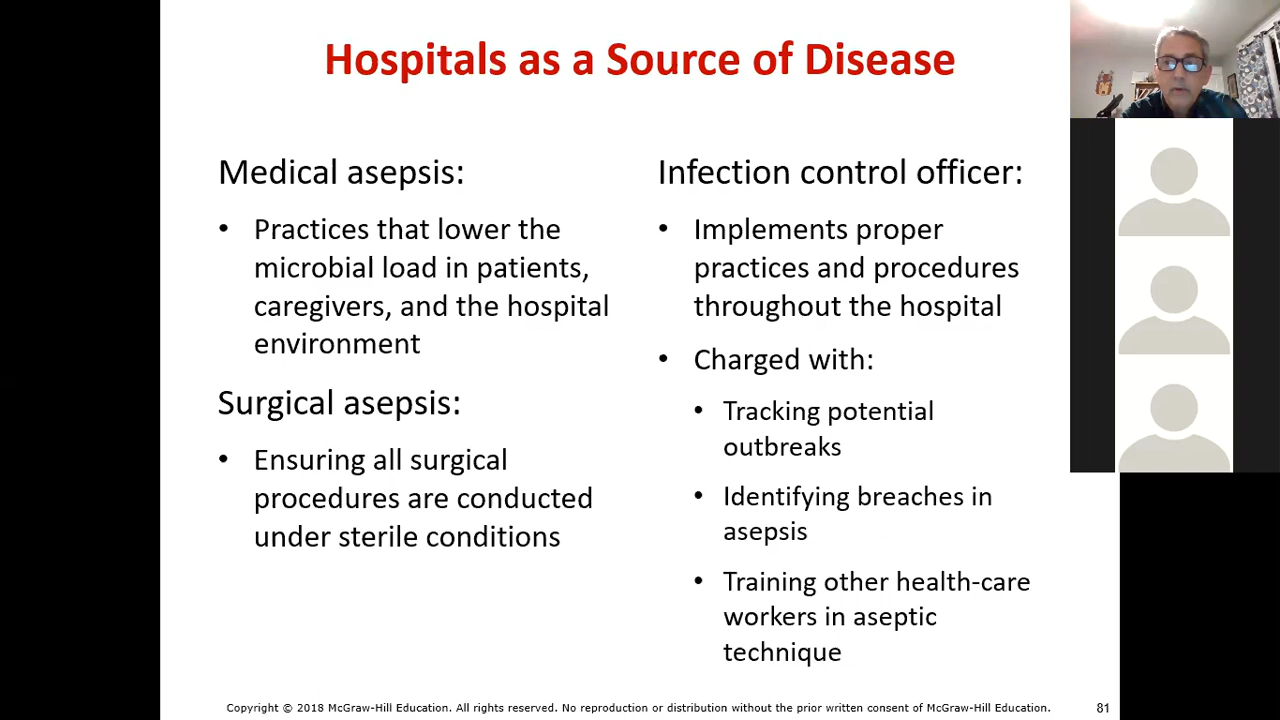 Hospitals as a Source of Disease
Medical asepsis:
• Practices that lower the
microbial load in patients,
caregivers, and the hospital
environment
Surgical asepsis:
• Ensuring all surgical
procedures are conducted
under sterile conditions
Infection control officer:
• Implements proper
practices and procedures
throughout the hospital
• Charged with:
• Tracking potential
outbreaks
• Identifying breaches in
asepsis
• Training other health-care
workers in aseptic
technique
Copyright © 2018 McGraw-Hill Education. All rights reserved. No reproduction or distribution without the prior written consent of McGraw-Hill Education.
81